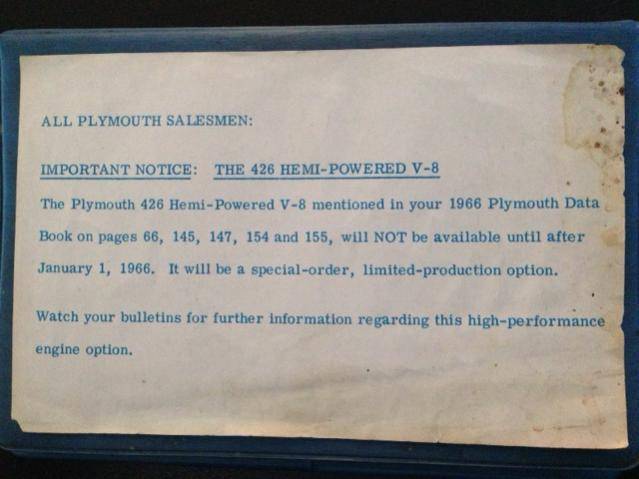 ALL PLYMOUTH SALESMEN:
IMPORTANT NOTICE: THE 426 HEMI-POWERED V-8
The Plymouth 426 Hemi-Powered V-8 mentioned in your 1966 Plymouth Data
Book on pages 66, 145, 147, 154 and 155, will NOT be available until after
January 1, 1966. It will be a special-order, limited-production option.
Watch your bulletins for further information regarding this high-performance
engine option.